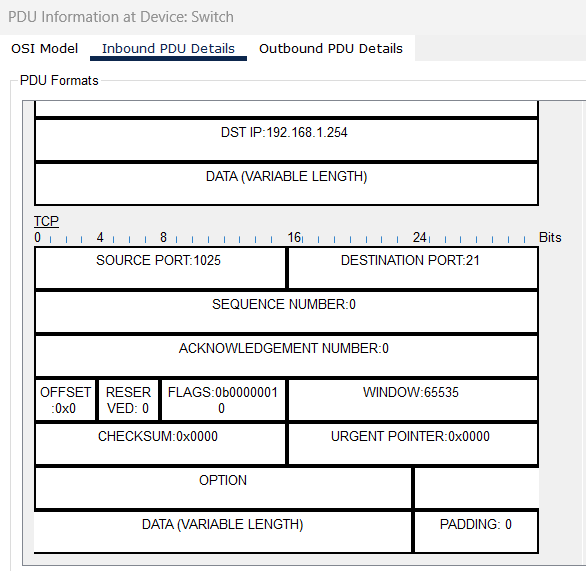 PDU Information at Device: Switch
OSI Model Inbound PDU Details Outbound PDU Details
PDU Formats
DST IP:192.168.1.254
DATA (VARIABLE LENGTH)
TCP
0 4 8 16 24 Bits
SOURCE PORT:1025 DESTINATION PORT:21
SEQUENCE NUMBER:0
ACKNOWLEDGEMENT NUMBER:0
OFFSET RESER FLAGS:0b0000001 WINDOW:65535
:0x0 VED: 0 0
CHECKSUM:0x0000 URGENT POINTER:0x0000
OPTION
DATA (VARIABLE LENGTH) PADDING: 0